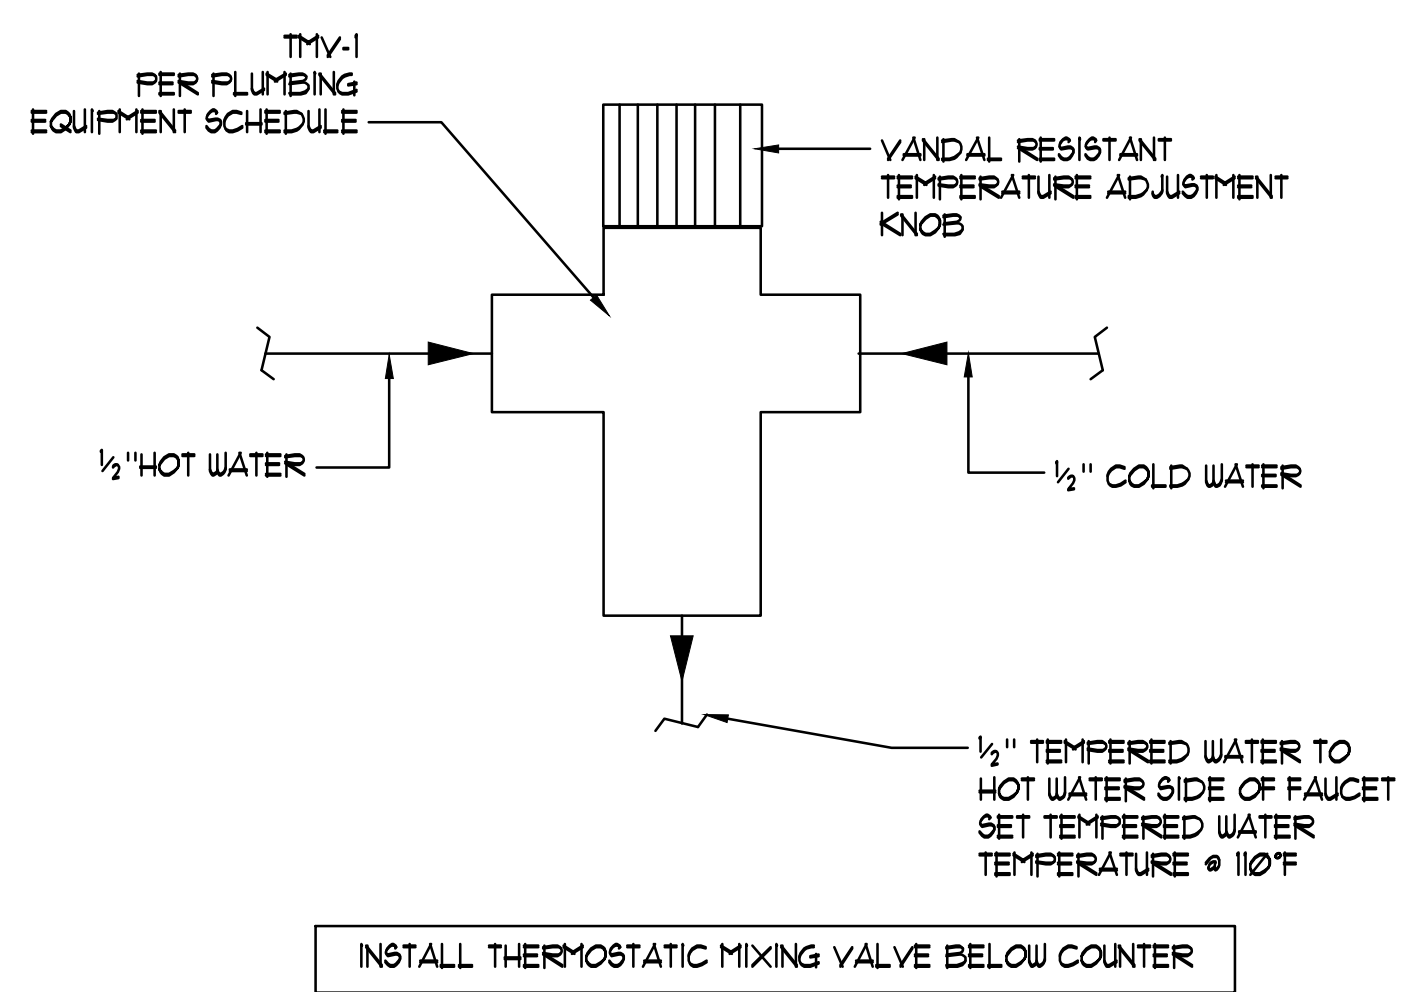 TMV-1
PER PLUMBING
EQUIPMENT SCHEDULE
VANDAL RESISTANT
TEMPERATURE ADJUSTMENT
KNOB
½"HOT WATER
½" COLD WATER
½" TEMPERED WATER TO
HOT WATER SIDE OF FAUCET
SET TEMPERED WATER
TEMPERATURE @ 110°F
INSTALL THERMOSTATIC MIXING VALVE BELOW COUNTER